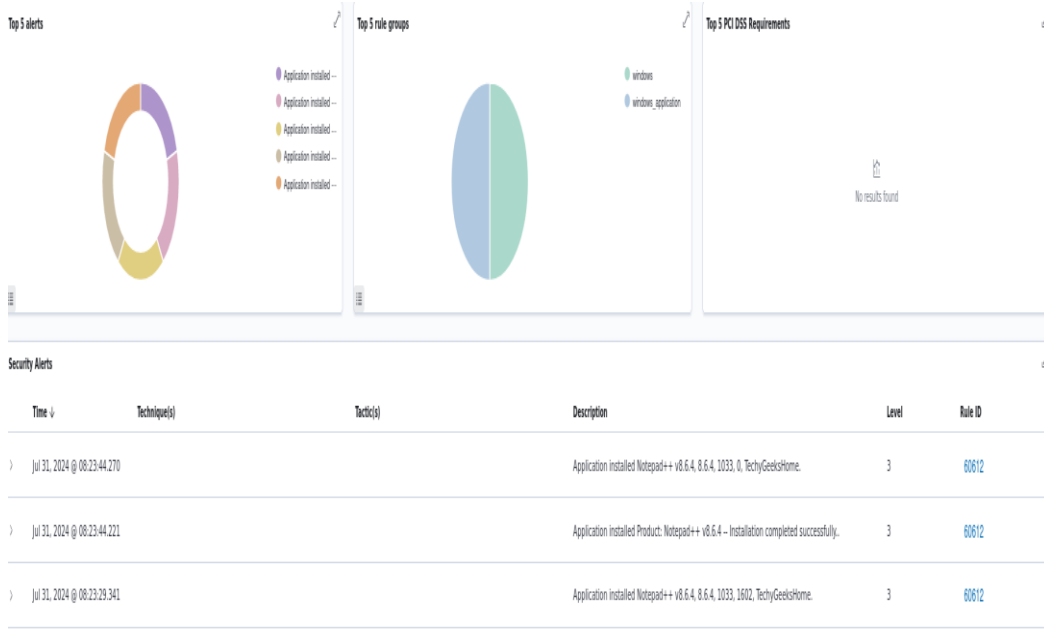 Top 5 alerts
Application installed ...
Application installed ...
Application installed ...
Application installed ...
Application installed ...
Top 5 rule groups
windows
windows_application
Top 5 PCI DSS Requirements
No results found
Security Alerts
Time ↓ Technique(s) Tactic(s) Description Level Rule ID
Jul 31, 2024 @ 08:23:44.270 Application installed Notepad++ v8.6.4, 8.6.4, 1033, 0, TechyGeeksHome. 3 60612
Jul 31, 2024 @ 08:23:44.221 Application installed Product: Notepad++ v8.6.4 -- Installation completed successfully.. 3 60612
Jul 31, 2024 @ 08:23:29.341 Application installed Notepad++ v8.6.4, 8.6.4, 1033, 1602, TechyGeeksHome. 3 60612